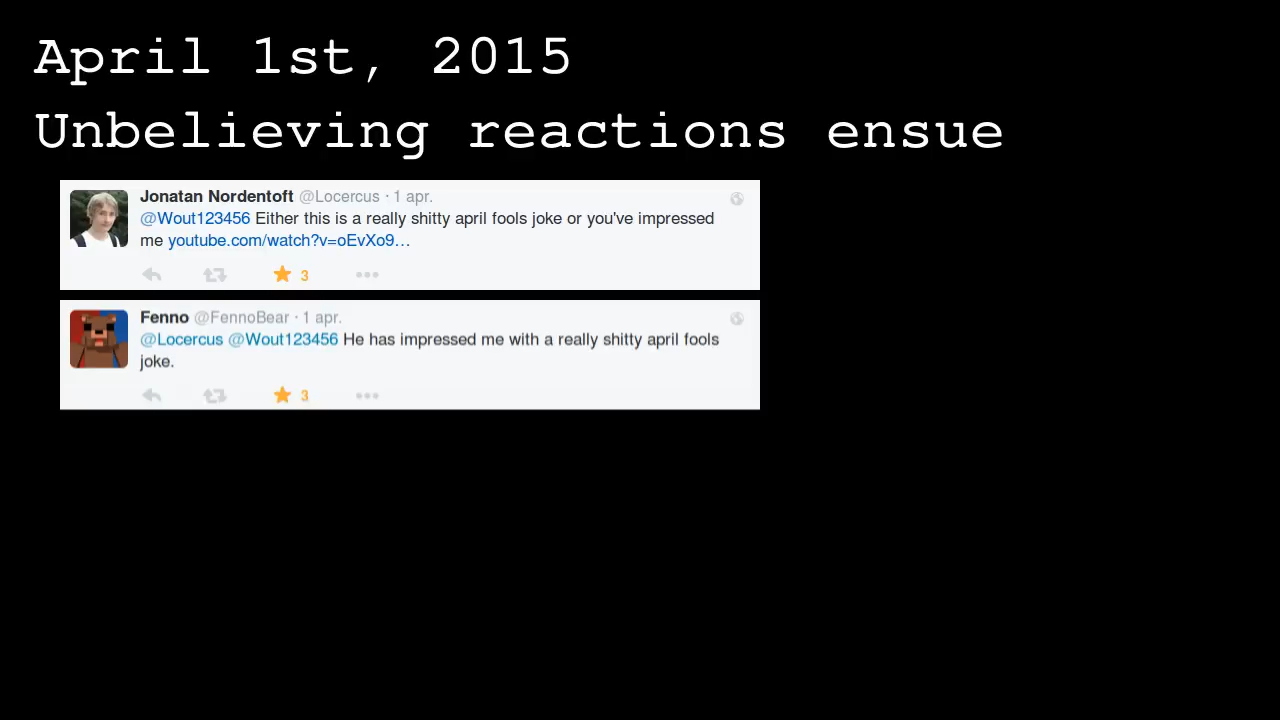 April 1st, 2015
Unbelieving reactions ensue
Jonatan Nordentoft @Locercus · 1 apr.
@Wout123456 Either this is a really shitty april fools joke or you've impressed
me youtube.com/watch?v=oEvXo9…
3
Fenno @FennoBear · 1 apr.
@Locercus @Wout123456 He has impressed me with a really shitty april fools
joke.
3